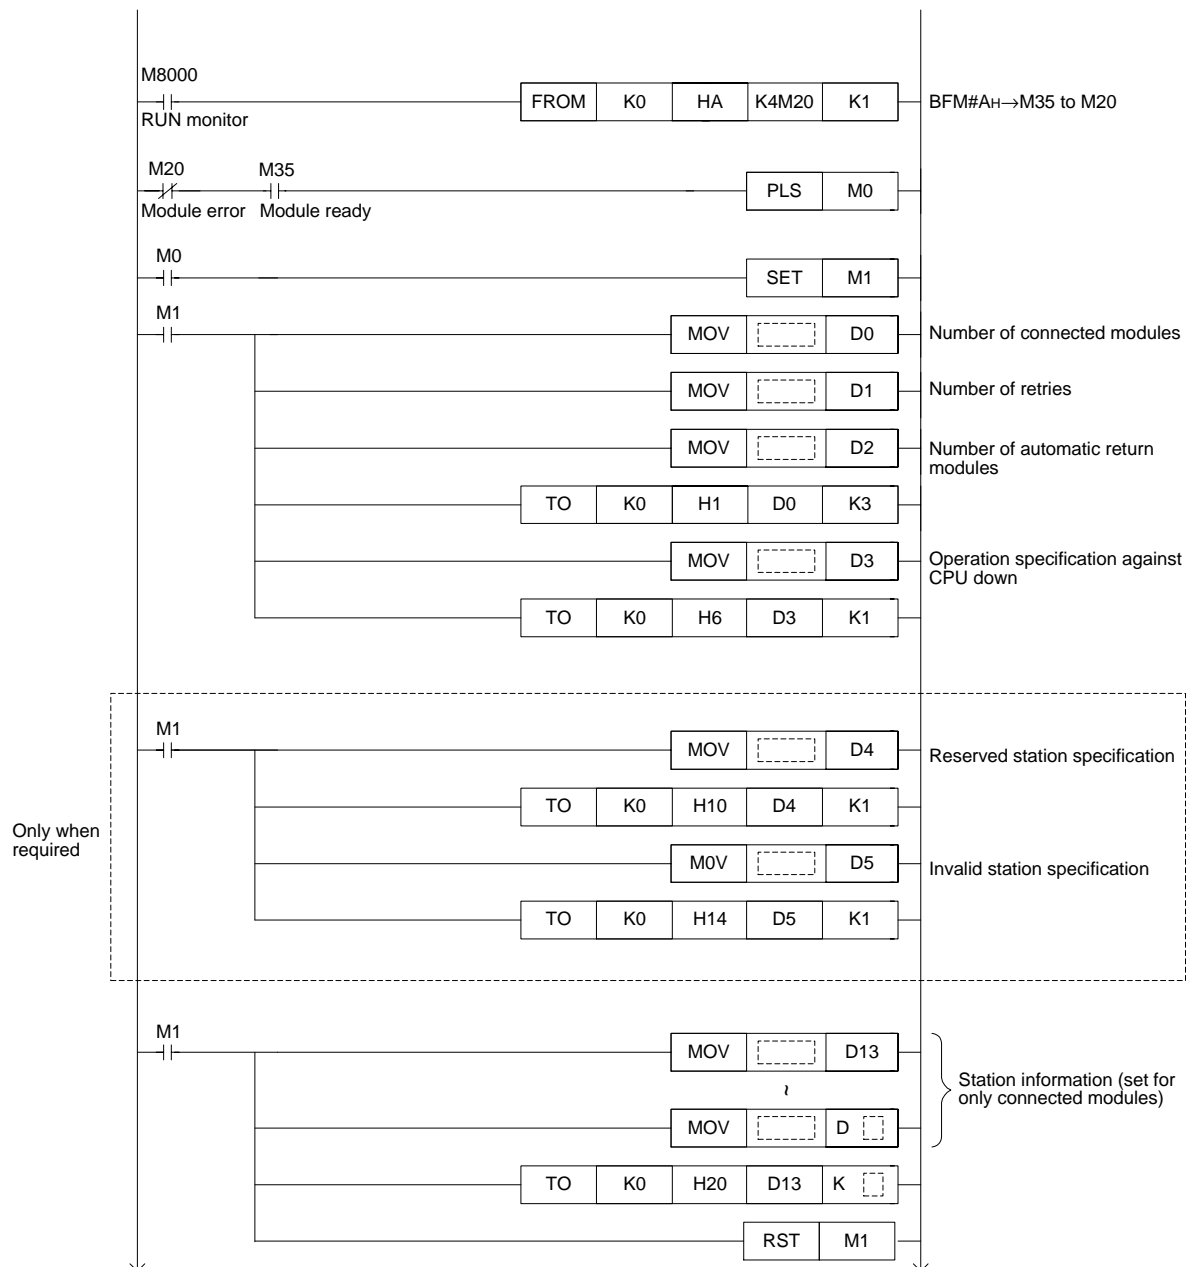 M8000
FROM K0 HA K4M20 K1 BFM#AH→M35 to M20
RUN monitor
M20 M35
PLS M0
Module error Module ready
M0
SET M1
M1
MOV D0 Number of connected modules
MOV D1 Number of retries
MOV D2 Number of automatic return
modules
TO K0 H1 D0 K3
MOV D3 Operation specification against
CPU down
TO K0 H6 D3 K1
M1
MOV D4 Reserved station specification
TO K0 H10 D4 K1
Only when
required
M0V D5 Invalid station specification
TO K0 H14 D5 K1
M1
MOV D13
Station information (set for
only connected modules)
~
MOV D
TO K0 H20 D13 K
RST M1